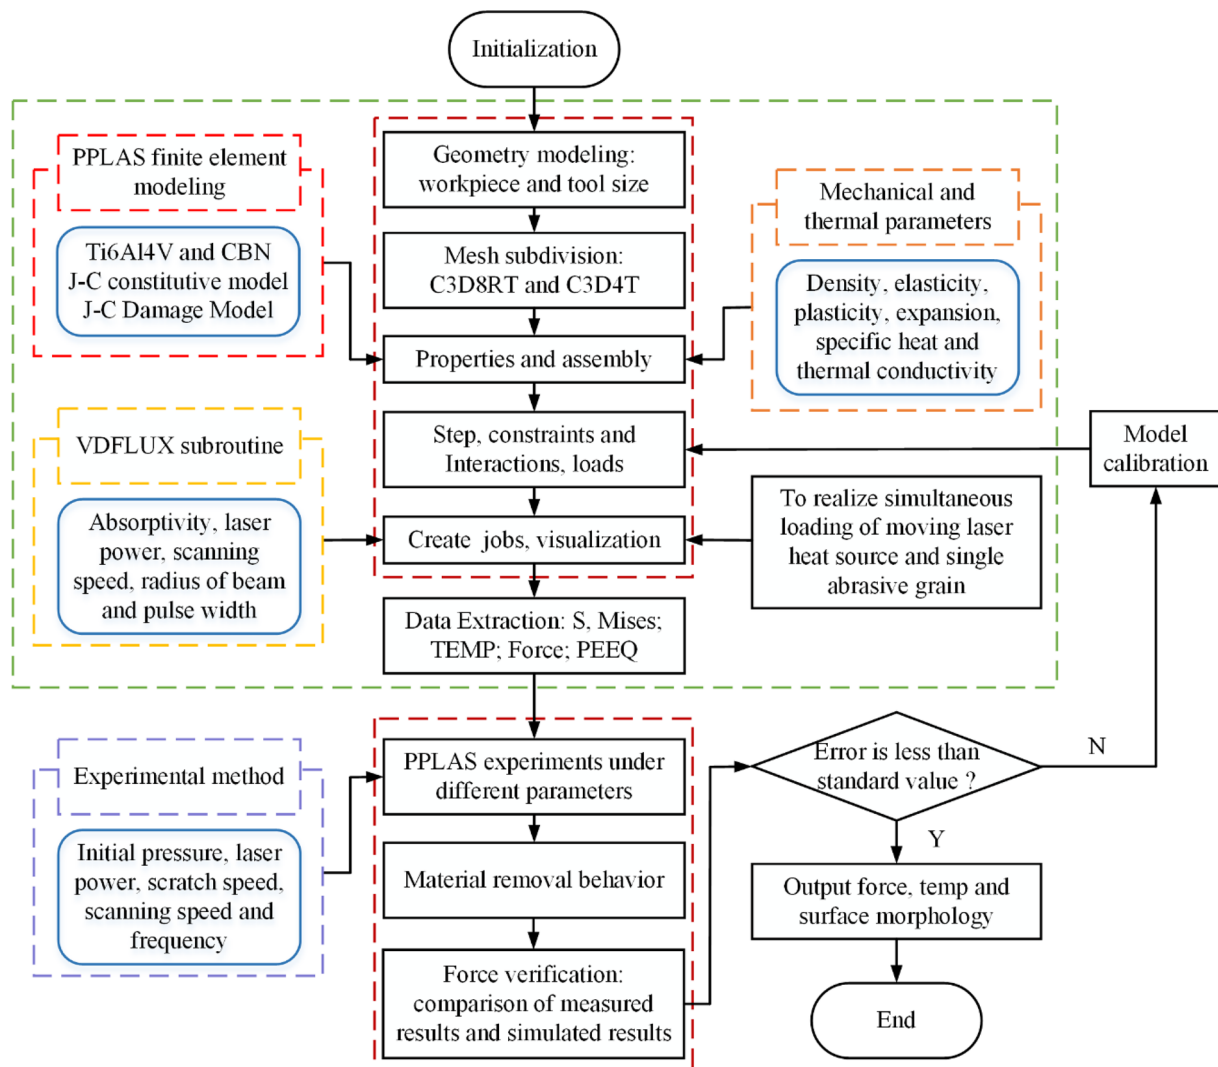 Initialization
PPLAS finite element
modeling
Ti6Al4V and CBN
J-C constitutive model
J-C Damage Model
Geometry modeling:
workpiece and tool size
Mesh subdivision:
C3D8RT and C3D4T
Properties and assembly
Mechanical and
thermal parameters
Density, elasticity,
plasticity, expansion,
specific heat and
thermal conductivity
VDFLUX subroutine
Absorptivity, laser
power, scanning
speed, radius of beam
and pulse width
Step, constraints and
Interactions, loads
Create jobs, visualization
Data Extraction: S, Mises;
TEMP; Force; PEEQ
Model
calibration
To realize simultaneous
loading of moving laser
heat source and single
abrasive grain
Experimental method
Initial pressure, laser
power, scratch speed,
scanning speed and
frequency
PPLAS experiments under
different parameters
Material removal behavior
Force verification:
comparison of measured
results and simulated results
Error is less than
standard value ?
N
Y
Output force, temp and
surface morphology
End